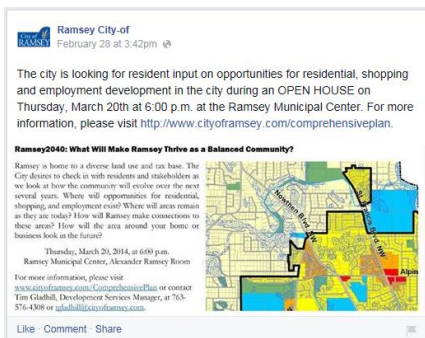 City of
RAMSEY
Ramsey City-of
February 28 at 3:42pm
The city is looking for resident input on opportunities for residential, shopping
and employment development in the city during an OPEN HOUSE on
Thursday, March 20th at 6:00 p.m. at the Ramsey Municipal Center. For more
information, please visit http://www.cityoframsey.com/comprehensiveplan.
Ramsey2040: What Will Make Ramsey Thrive as a Balanced Community?
Ramsey is home to a diverse land use and tax base. The
City desires to check in with residents and stakeholders as
we look at how the community will evolve over the next
several years. Where will opportunities for residential,
shopping, and employment exist? Where will areas remain
as they are today? How will Ramsey make connections to
these areas? How will the area around your home or
business look in the future?
Thursday, March 20, 2014, at 6:00 p.m.
Ramsey Municipal Center, Alexander Ramsey Room
For more information, please visit
www.cityoframsey.com/ComprehensivePlan or contact
Tim Gladhill, Development Services Manager, at 763-
576-4308 or tgladhill@cityoframsey.com.
Nowthen Blvd NW
Blvd NW
Alpin
Like · Comment · Share